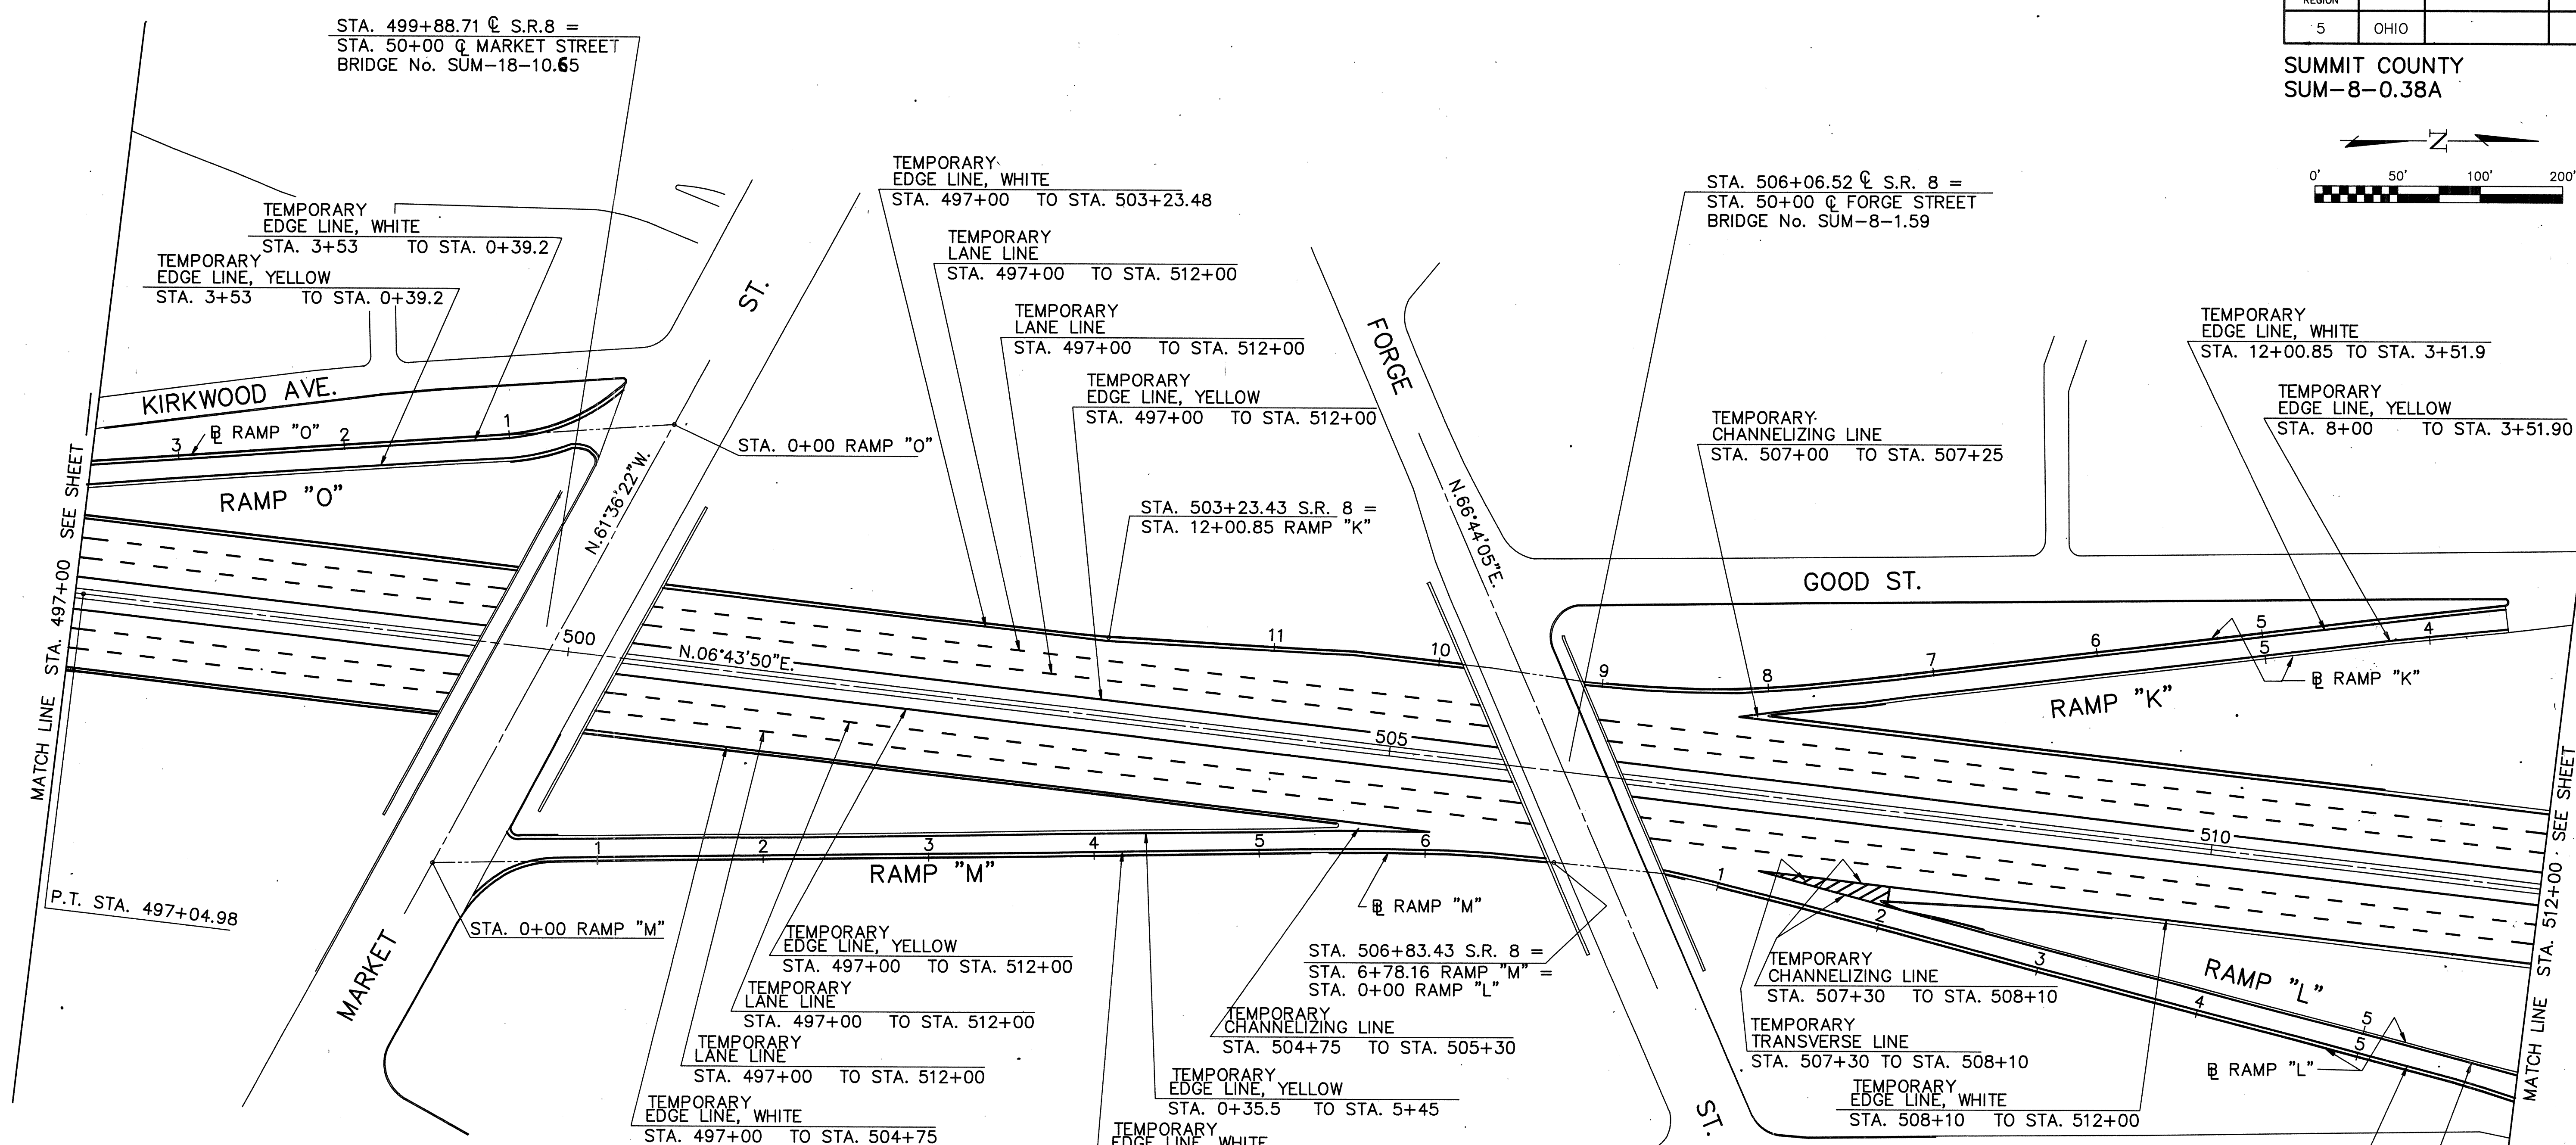 STA. 499+88.71 ℄ S.R.8 =
STA. 50+00 ℄ MARKET STREET
BRIDGE No. SUM-18-10.65
REGION
5 OHIO
SUMMIT COUNTY
SUM-8-0.38A
N
0' 50' 100' 200'
TEMPORARY
EDGE LINE, WHITE
STA. 3+53 TO STA. 0+39.2
TEMPORARY
EDGE LINE, YELLOW
STA. 3+53 TO STA. 0+39.2
TEMPORARY
EDGE LINE, WHITE
STA. 497+00 TO STA. 503+23.48
TEMPORARY
LANE LINE
STA. 497+00 TO STA. 512+00
TEMPORARY
LANE LINE
STA. 497+00 TO STA. 512+00
TEMPORARY
EDGE LINE, YELLOW
STA. 497+00 TO STA. 512+00
STA. 503+23.43 S.R. 8 =
STA. 12+00.85 RAMP "K"
STA. 506+06.52 ℄ S.R. 8 =
STA. 50+00 ℄ FORGE STREET
BRIDGE No. SUM-8-1.59
TEMPORARY
CHANNELIZING LINE
STA. 507+00 TO STA. 507+25
TEMPORARY
EDGE LINE, WHITE
STA. 12+00.85 TO STA. 3+51.9
TEMPORARY
EDGE LINE, YELLOW
STA. 8+00 TO STA. 3+51.90
KIRKWOOD AVE.
3 2 1
BL RAMP "O"
RAMP "O"
STA. 0+00 RAMP "O"
ST.
N.61°36'22"W.
MARKET
FORGE
N.66°44'05"E.
ST.
GOOD ST.
500
N.06°43'50"E.
505
510
11 10 9 8 7 6 5 4
5
BL RAMP "K"
RAMP "K"
MATCH LINE STA. 497+00 SEE SHEET
P.T. STA. 497+04.98
STA. 0+00 RAMP "M"
1 2 3 4 5 6
RAMP "M"
BL RAMP "M"
TEMPORARY
EDGE LINE, YELLOW
STA. 497+00 TO STA. 512+00
TEMPORARY
LANE LINE
STA. 497+00 TO STA. 512+00
TEMPORARY
LANE LINE
STA. 497+00 TO STA. 512+00
TEMPORARY
EDGE LINE, WHITE
STA. 497+00 TO STA. 504+75
STA. 506+83.43 S.R. 8 =
STA. 6+78.16 RAMP "M" =
STA. 0+00 RAMP "L"
TEMPORARY
CHANNELIZING LINE
STA. 504+75 TO STA. 505+30
TEMPORARY
EDGE LINE, YELLOW
STA. 0+35.5 TO STA. 5+45
TEMPORARY
EDGE LINE, WHITE
1 2 3 4 5
5
TEMPORARY
CHANNELIZING LINE
STA. 507+30 TO STA. 508+10
TEMPORARY
TRANSVERSE LINE
STA. 507+30 TO STA. 508+10
TEMPORARY
EDGE LINE, WHITE
STA. 508+10 TO STA. 512+00
RAMP "L"
BL RAMP "L"
MATCH LINE STA. 512+00 SEE SHEET